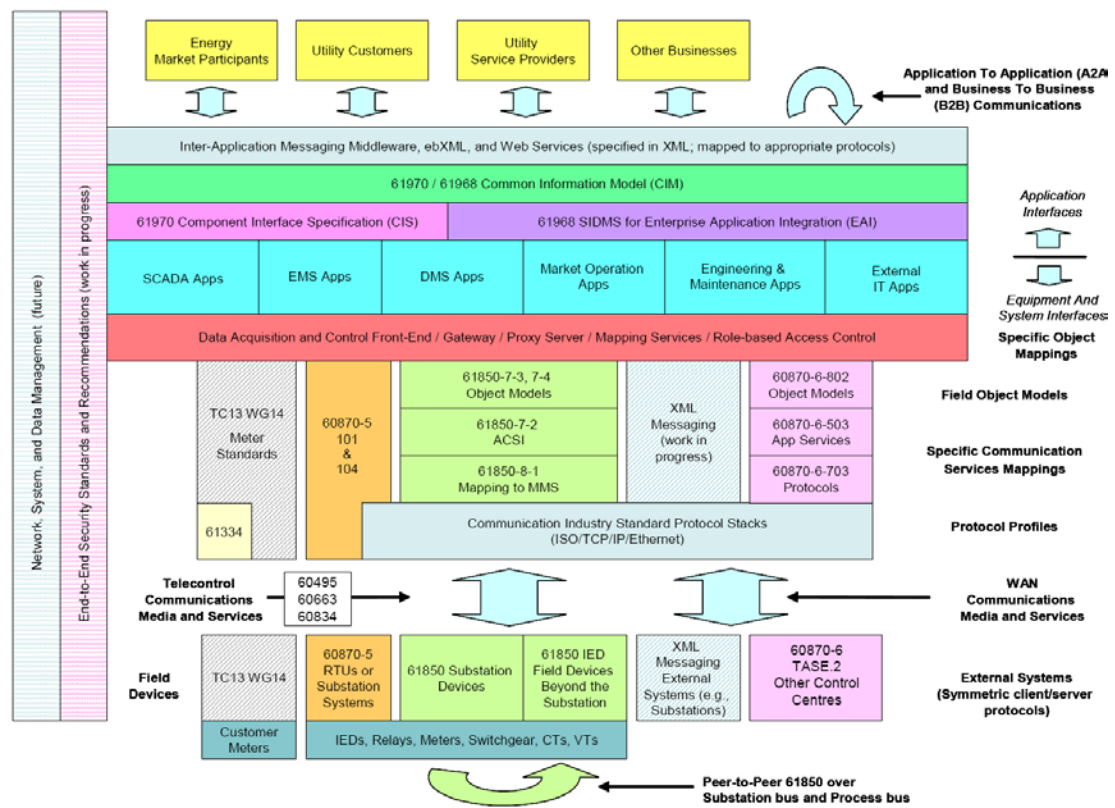 Energy
Market Participants
Utility Customers
Utility
Service Providers
Other Businesses
Application To Application (A2A)
and Business To Business
(B2B) Communications
Inter-Application Messaging Middleware, ebXML, and Web Services (specified in XML; mapped to appropriate protocols)
61970 / 61968 Common Information Model (CIM)
61970 Component Interface Specification (CIS)
61968 SIDMS for Enterprise Application Integration (EAI)
Application
Interfaces
SCADA Apps
EMS Apps
DMS Apps
Market Operation
Apps
Engineering &
Maintenance Apps
External
IT Apps
Equipment And
System Interfaces
Data Acquisition and Control Front-End / Gateway / Proxy Server / Mapping Services / Role-based Access Control
Specific Object
Mappings
Network, System, and Data Management (future)
End-to-End Security Standards and Recommendations (work in progress)
TC13 WG14
Meter
Standards
61334
60870-5
101
&
104
61850-7-3, 7-4
Object Models
61850-7-2
ACSI
61850-8-1
Mapping to MMS
XML
Messaging
(work in
progress)
60870-6-802
Object Models
60870-6-503
App Services
60870-6-703
Protocols
Field Object Models
Specific Communication
Services Mappings
Communication Industry Standard Protocol Stacks
(ISO/TCP/IP/Ethernet)
Protocol Profiles
Telecontrol
Communications
Media and Services
60495
60663
60834
WAN
Communications
Media and Services
Field
Devices
TC13 WG14
60870-5
RTUs or
Substation
Systems
61850 Substation
Devices
61850 IED
Field Devices
Beyond the
Substation
XML
Messaging
External
Systems (e.g.,
Substations)
60870-6
TASE.2
Other Control
Centres
External Systems
(Symmetric client/server
protocols)
Customer
Meters
IEDs, Relays, Meters, Switchgear, CTs, VTs
Peer-to-Peer 61850 over
Substation bus and Process bus